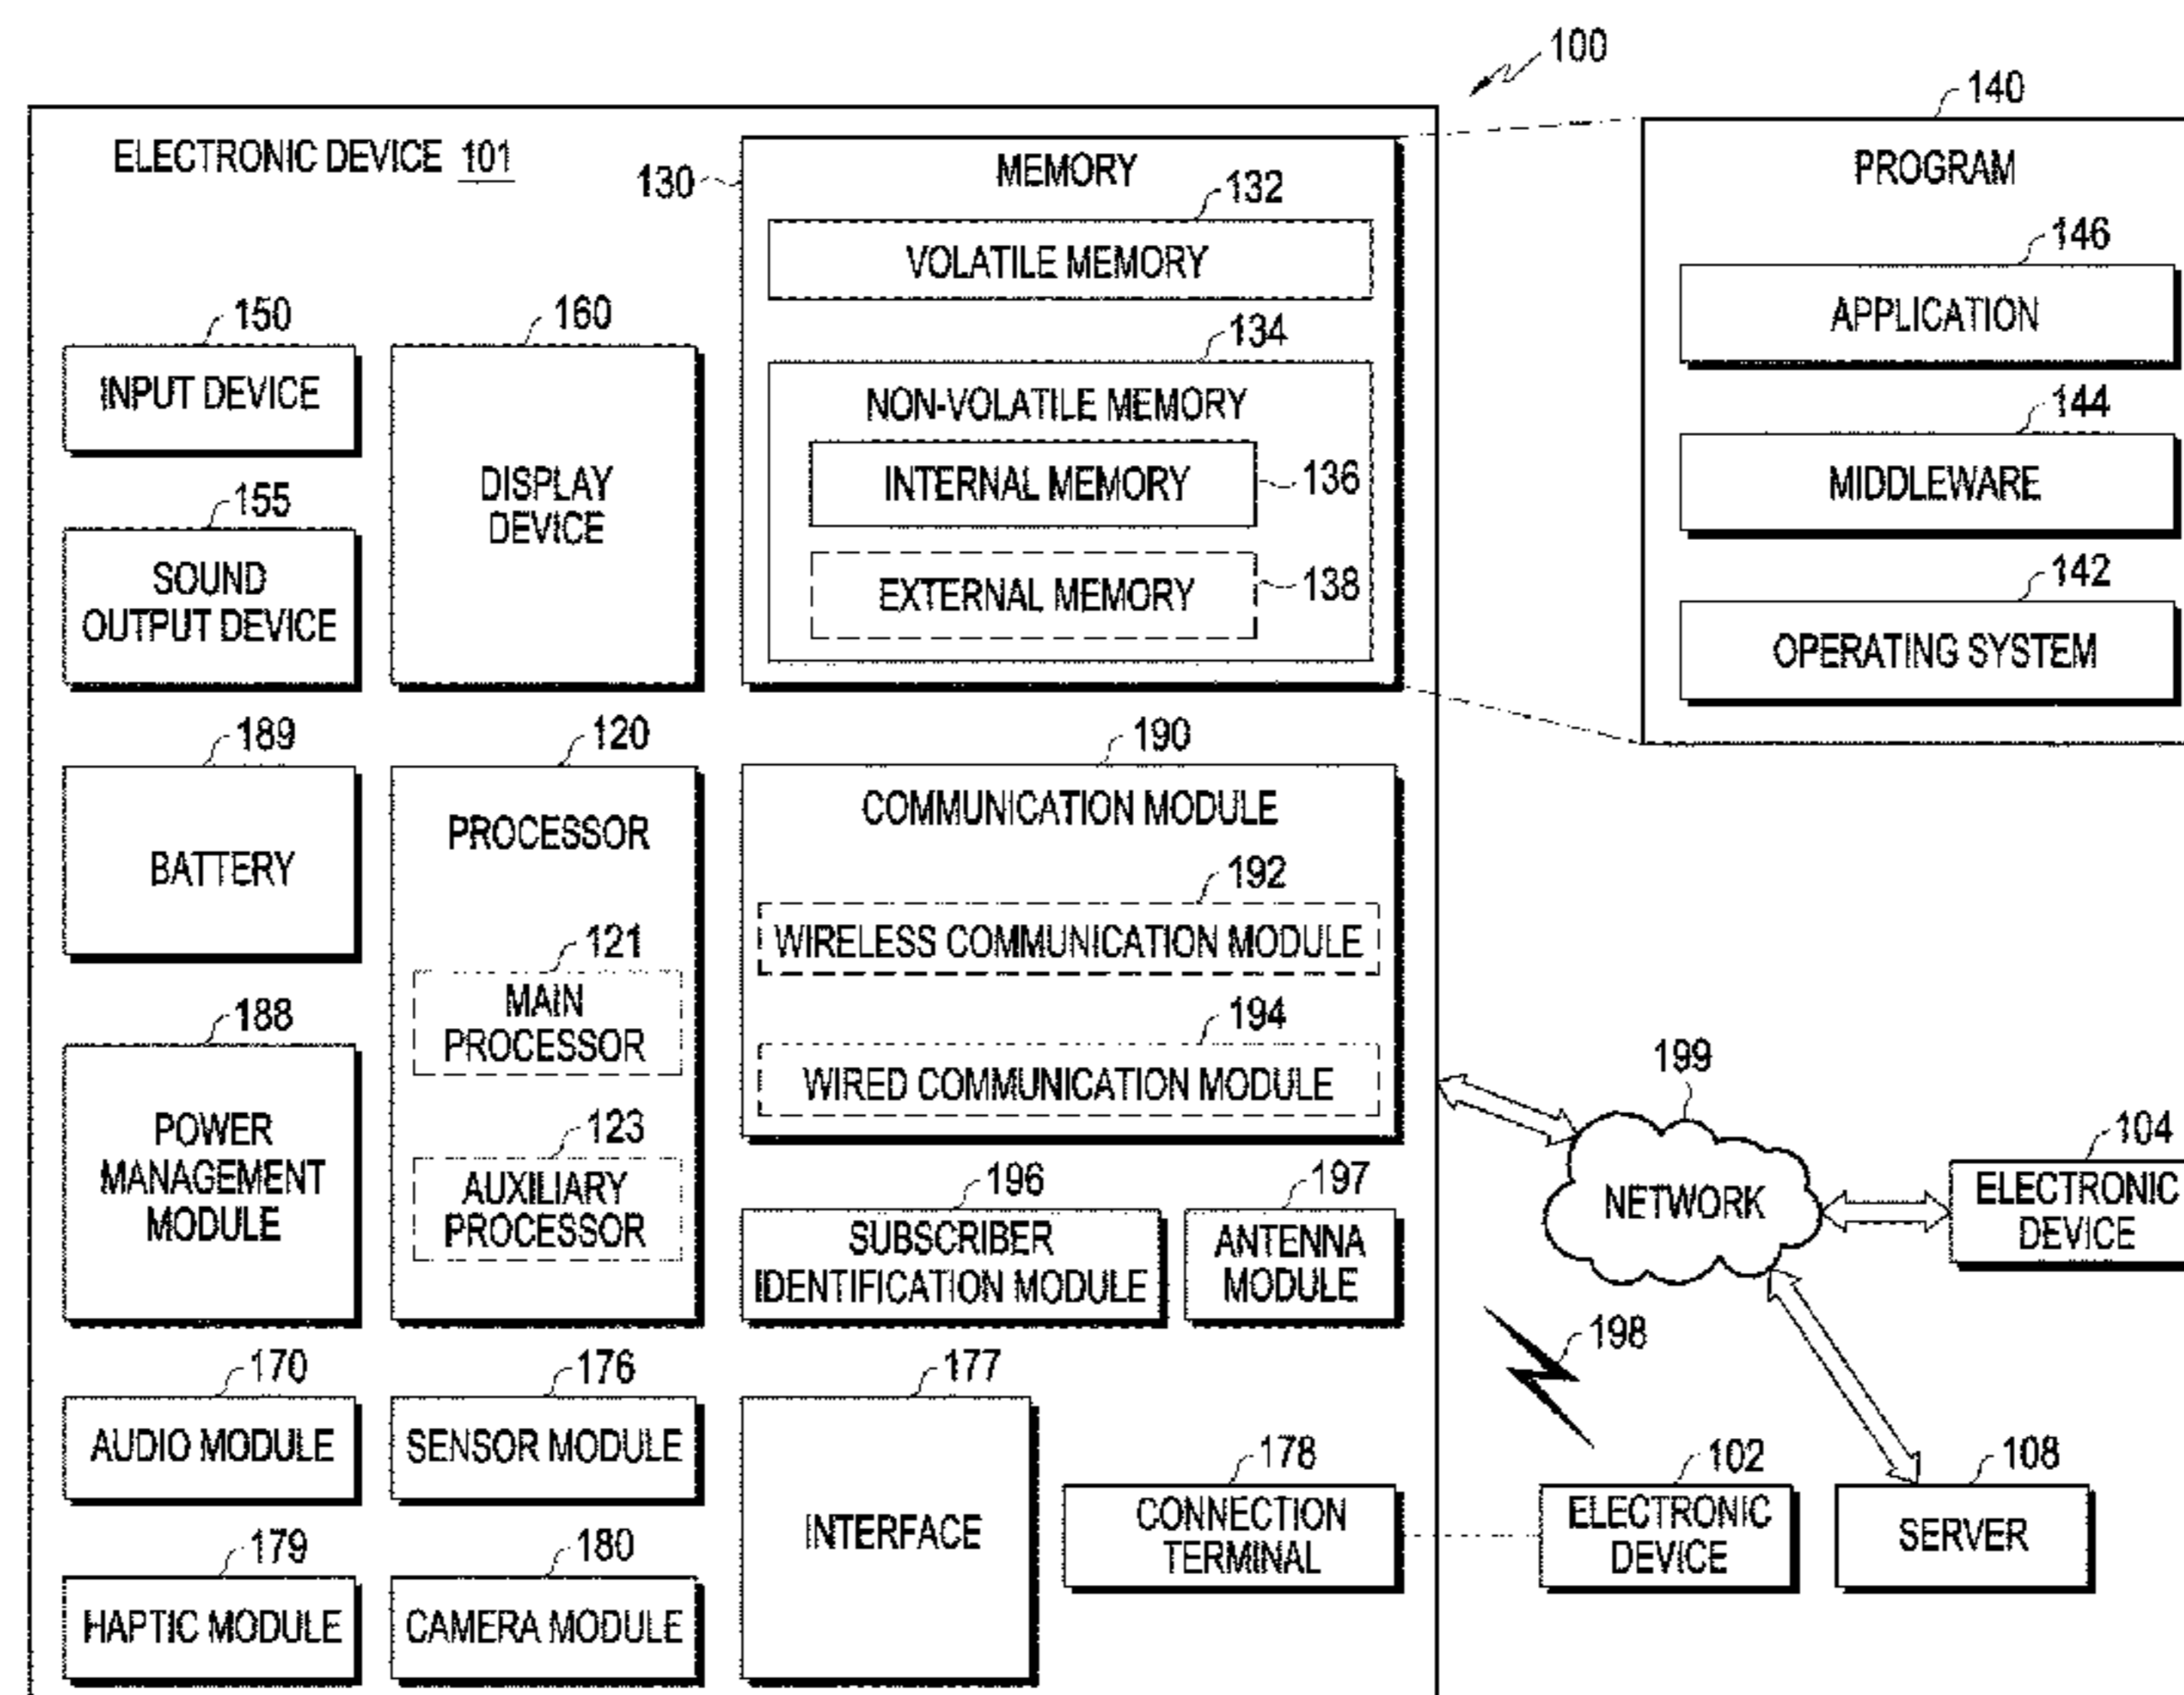 100
140
ELECTRONIC DEVICE 101
130
MEMORY
132
VOLATILE MEMORY
134
NON-VOLATILE MEMORY
INTERNAL MEMORY
136
EXTERNAL MEMORY
138
PROGRAM
146
APPLICATION
144
MIDDLEWARE
142
OPERATING SYSTEM
150
INPUT DEVICE
155
SOUND
OUTPUT DEVICE
160
DISPLAY
DEVICE
189
BATTERY
188
POWER
MANAGEMENT
MODULE
120
PROCESSOR
121
MAIN
PROCESSOR
123
AUXILIARY
PROCESSOR
190
COMMUNICATION MODULE
192
WIRELESS COMMUNICATION MODULE
194
WIRED COMMUNICATION MODULE
196
SUBSCRIBER
IDENTIFICATION MODULE
197
ANTENNA
MODULE
199
NETWORK
104
ELECTRONIC
DEVICE
198
170
AUDIO MODULE
176
SENSOR MODULE
177
INTERFACE
178
CONNECTION
TERMINAL
102
ELECTRONIC
DEVICE
108
SERVER
179
HAPTIC MODULE
180
CAMERA MODULE